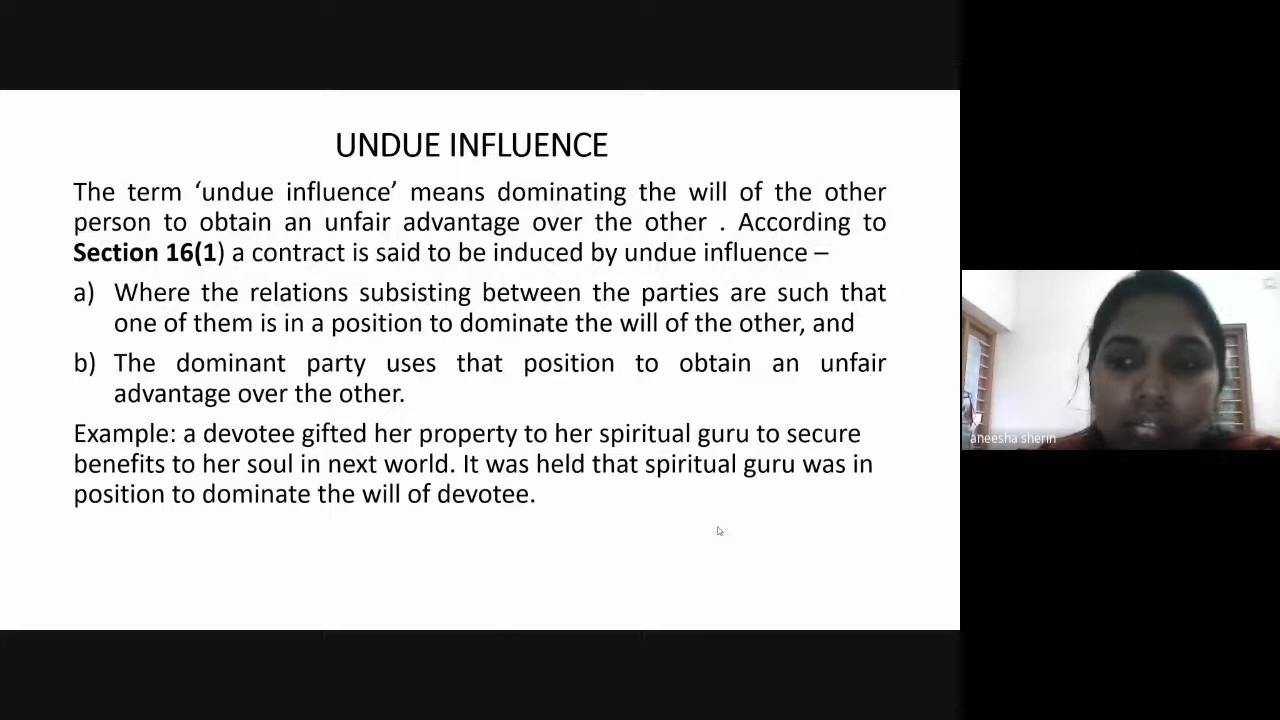 UNDUE INFLUENCE
The term ‘undue influence’ means dominating the will of the other
person to obtain an unfair advantage over the other . According to
Section 16(1) a contract is said to be induced by undue influence –
a) Where the relations subsisting between the parties are such that
one of them is in a position to dominate the will of the other, and
b) The dominant party uses that position to obtain an unfair
advantage over the other.
Example: a devotee gifted her property to her spiritual guru to secure
benefits to her soul in next world. It was held that spiritual guru was in
position to dominate the will of devotee.
aneesha sherin